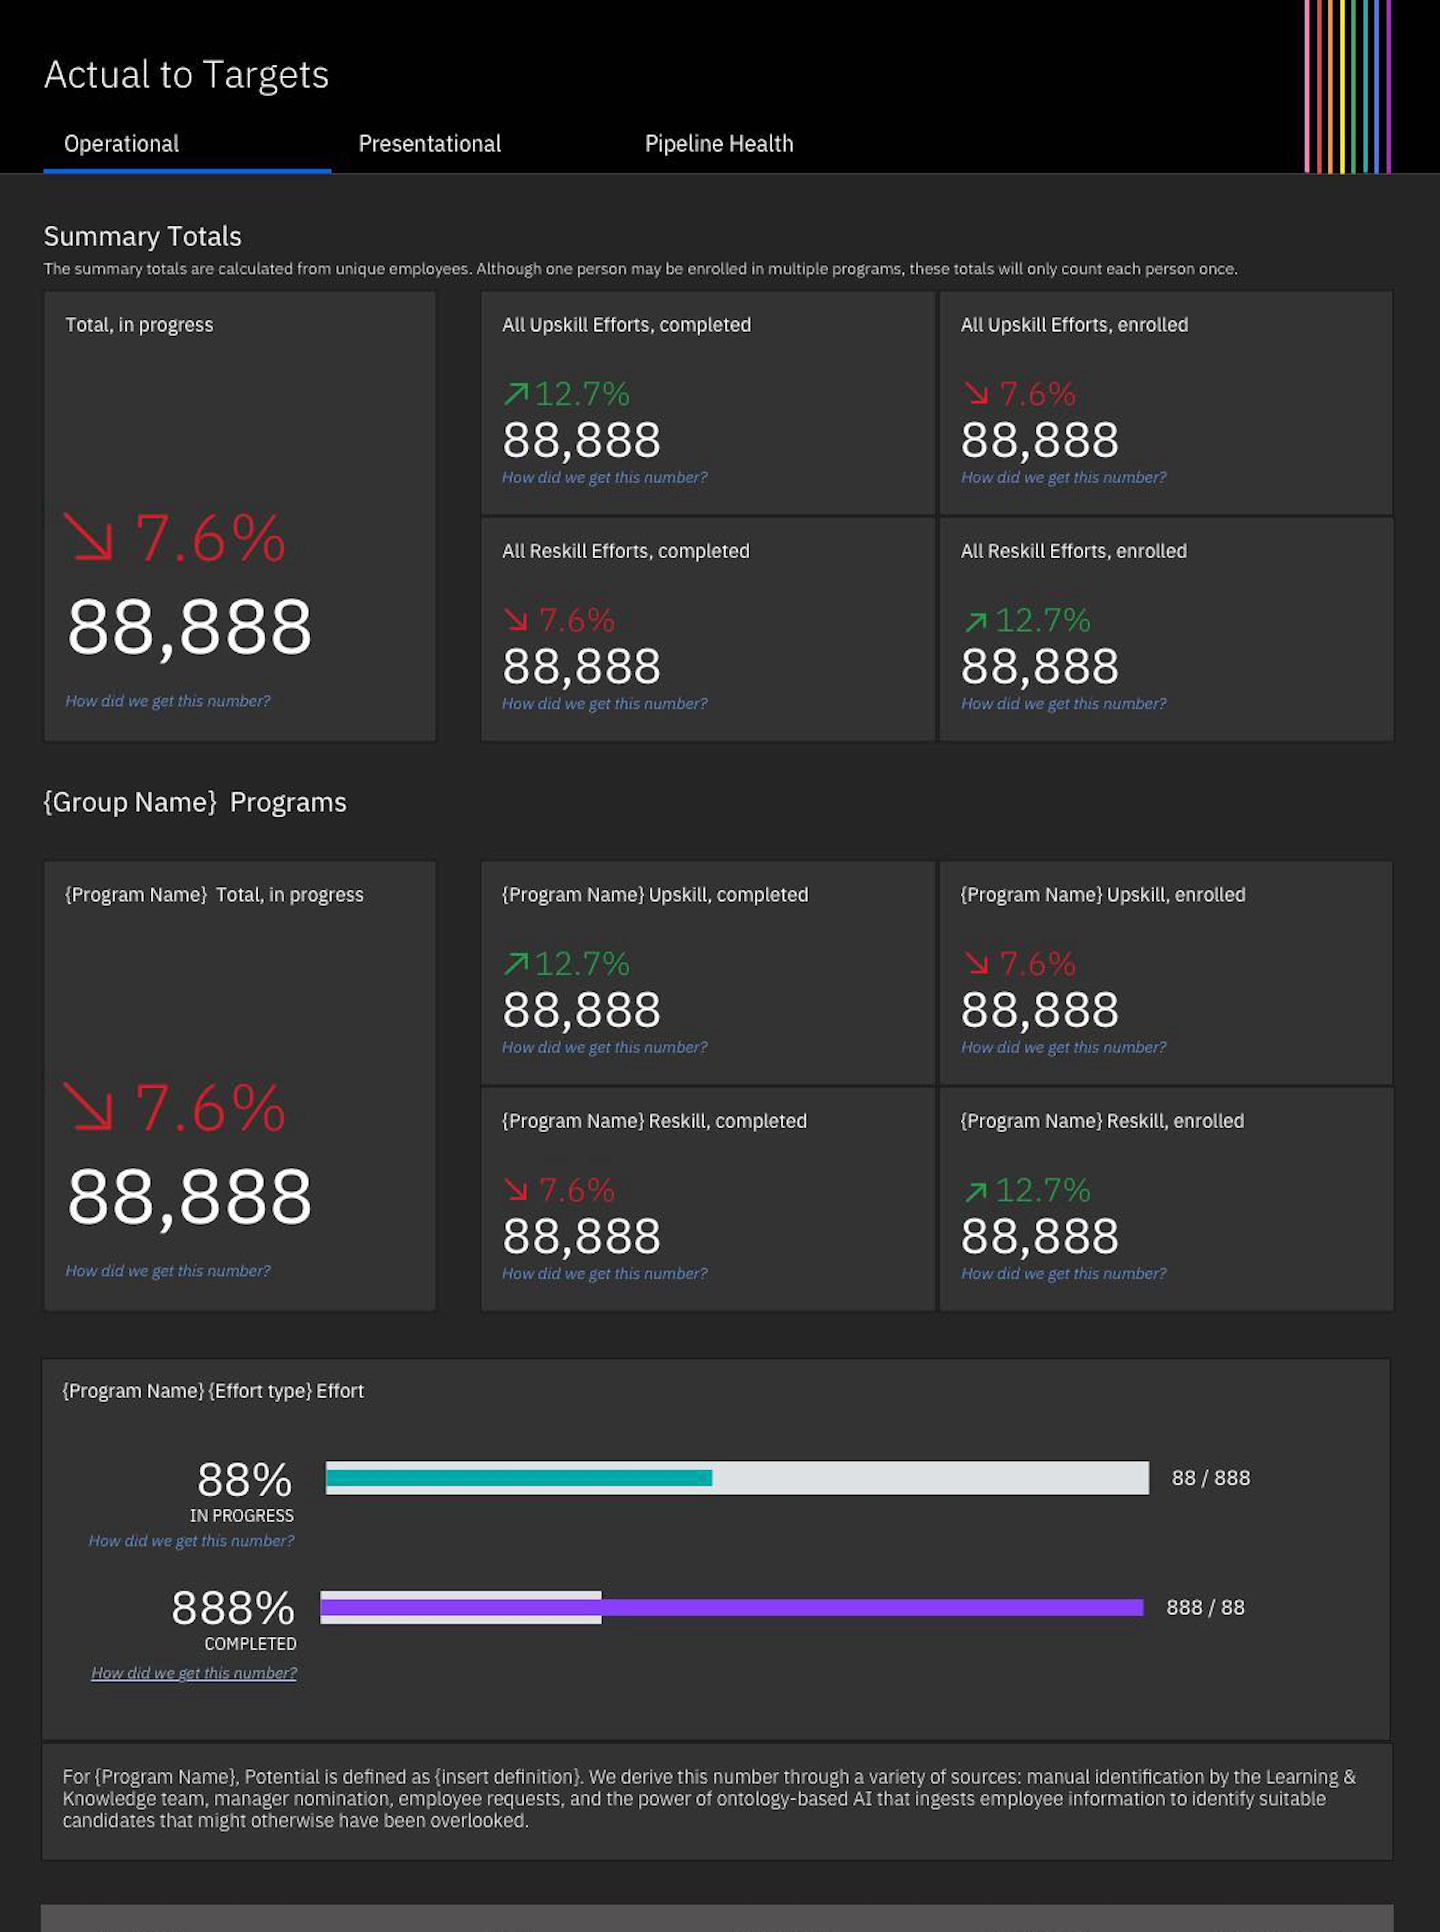 Actual to Targets
Operational
Presentational
Pipeline Health
Summary Totals
The summary totals are calculated from unique employees. Although one person may be enrolled in multiple programs, these totals will only count each person once.
Total, in progress
7.6%
88,888
How did we get this number?
All Upskill Efforts, completed
12.7%
88,888
How did we get this number?
All Upskill Efforts, enrolled
7.6%
88,888
How did we get this number?
All Reskill Efforts, completed
7.6%
88,888
How did we get this number?
All Reskill Efforts, enrolled
12.7%
88,888
How did we get this number?
{Group Name} Programs
{Program Name} Total, in progress
7.6%
88,888
How did we get this number?
{Program Name} Upskill, completed
12.7%
88,888
How did we get this number?
{Program Name} Upskill, enrolled
7.6%
88,888
How did we get this number?
{Program Name} Reskill, completed
7.6%
88,888
How did we get this number?
{Program Name} Reskill, enrolled
12.7%
88,888
How did we get this number?
{Program Name} {Effort type} Effort
88%
IN PROGRESS
How did we get this number?
88 / 888
888%
COMPLETED
How did we get this number?
888 / 88
For {Program Name}, Potential is defined as {insert definition}. We derive this number through a variety of sources: manual identification by the Learning &
Knowledge team, manager nomination, employee requests, and the power of ontology-based AI that ingests employee information to identify suitable
candidates that might otherwise have been overlooked.